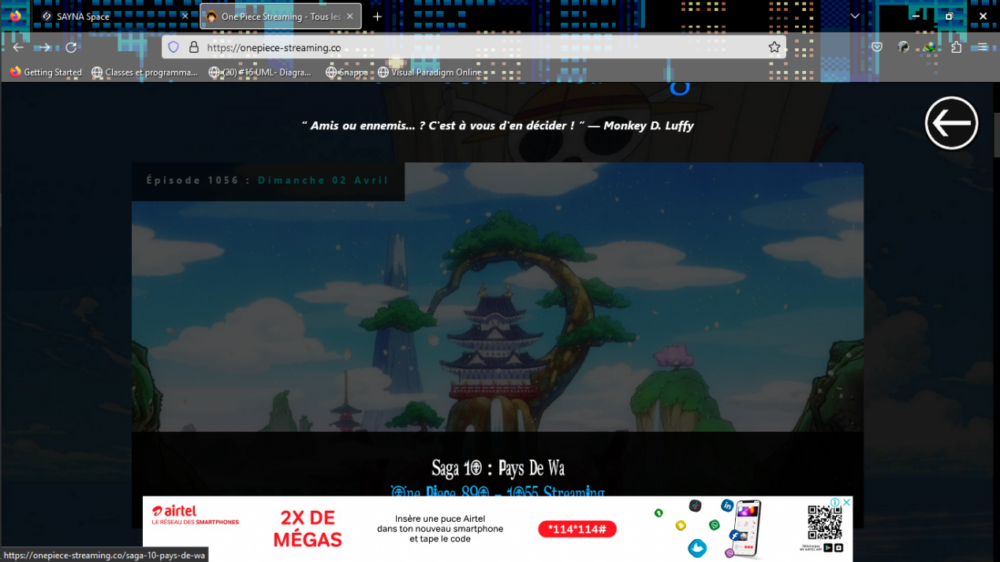 SAYNA Space
One Piece Streaming - Tous les
https://onepiece-streaming.co
Getting Started
Classes et programma...
(20) #16 UML- Diagra...
Snappa
Visual Paradigm Online
“ Amis ou ennemis... ? C'est à vous d'en décider ! ” — Monkey D. Luffy
Épisode 1056 : Dimanche 02 Avril
Saga 10 : Pays De Wa
One Piece 890 - 1055 Streaming
airtel
LE RÉSEAU DES SMARTPHONES
2X DE
MÉGAS
Insère une puce Airtel
dans ton nouveau smartphone
et tape le code
*114*114#
https://onepiece-streaming.co/saga-10-pays-de-wa